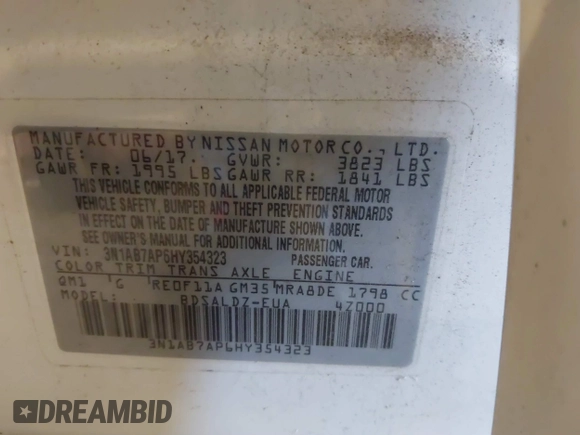 MANUFACTURED BY NISSAN MOTOR CO., LTD.
DATE: 06/17. GVWR: 3823 LBS
GAWR FR: 1995 LBS GAWR RR: 1841 LBS
THIS VEHICLE CONFORMS TO ALL APPLICABLE FEDERAL MOTOR
VEHICLE SAFETY, BUMPER AND THEFT PREVENTION STANDARDS
IN EFFECT ON THE DATE OF MANUFACTURE SHOWN ABOVE.
SEE OWNER'S MANUAL FOR ADDITIONAL INFORMATION.
VIN: 3N1AB7AP6HY354323 PASSENGER CAR.
COLOR TRIM TRANS AXLE ENGINE
QM1 G RE0F11A GM35 MRA8DE 1798 CC
MODEL: BDSALDZ-EUA 4Z000
3N1AB7AP6HY354323
DREAMBID